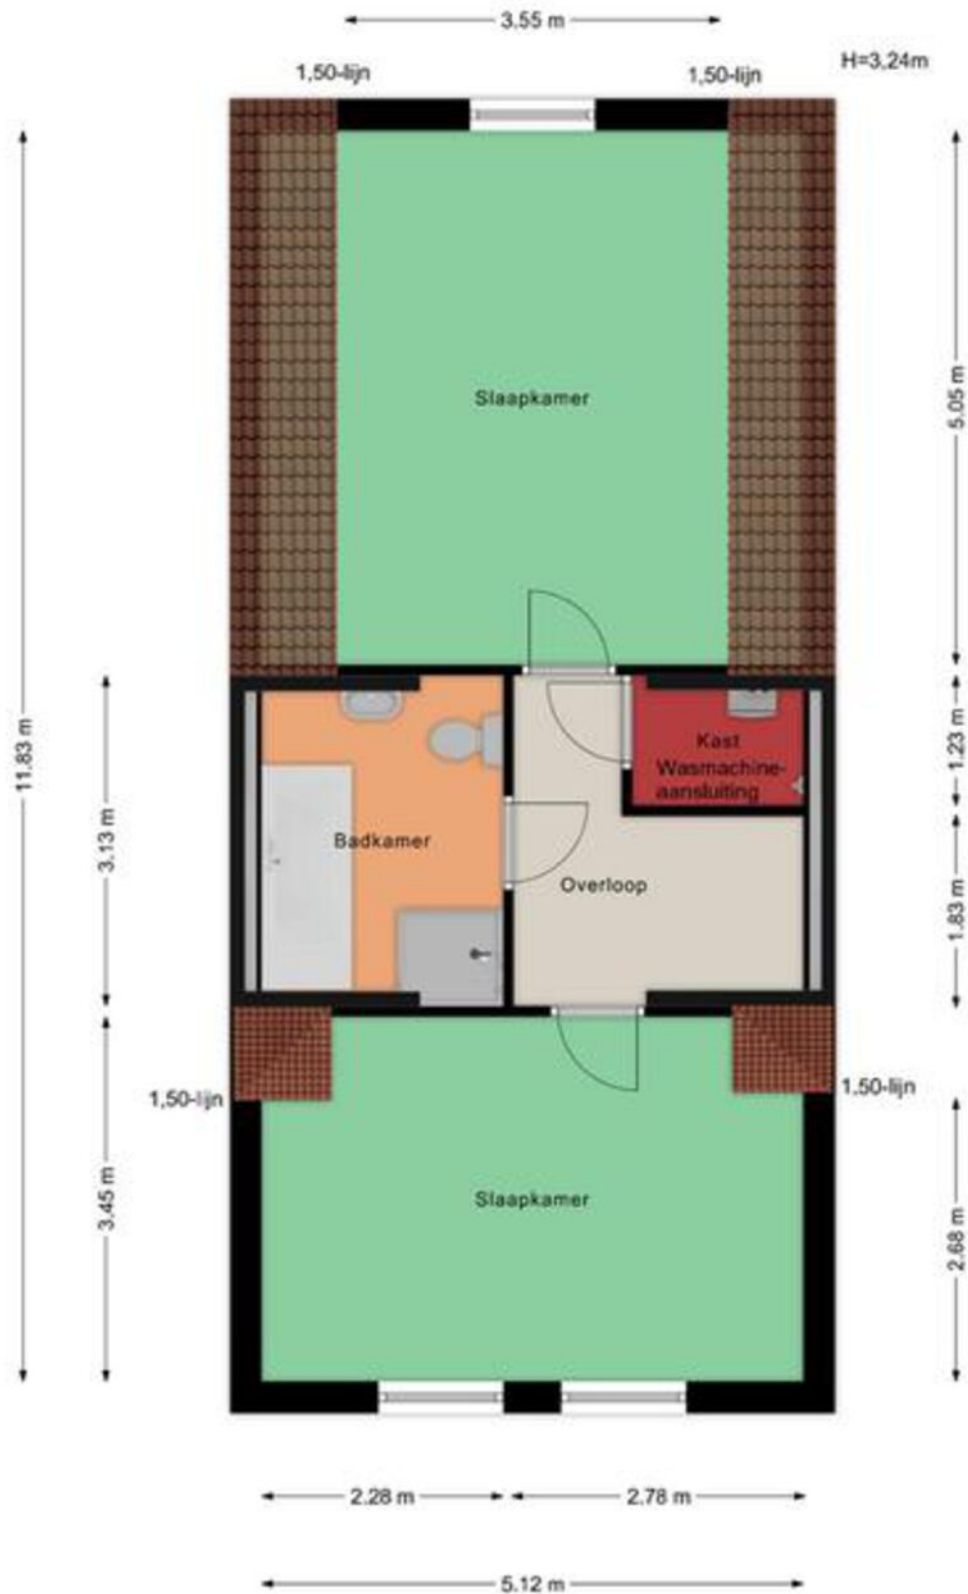 3.55 m
1,50-lijn
1,50-lijn
H=3,24m
5.05 m
Slaapkamer
11.83 m
3.13 m
1.23 m
Kast
Wasmachine-
aansluiting
Badkamer
Overloop
1.83 m
1,50-lijn
1,50-lijn
3.45 m
Slaapkamer
2.68 m
2.28 m
2.78 m
5.12 m